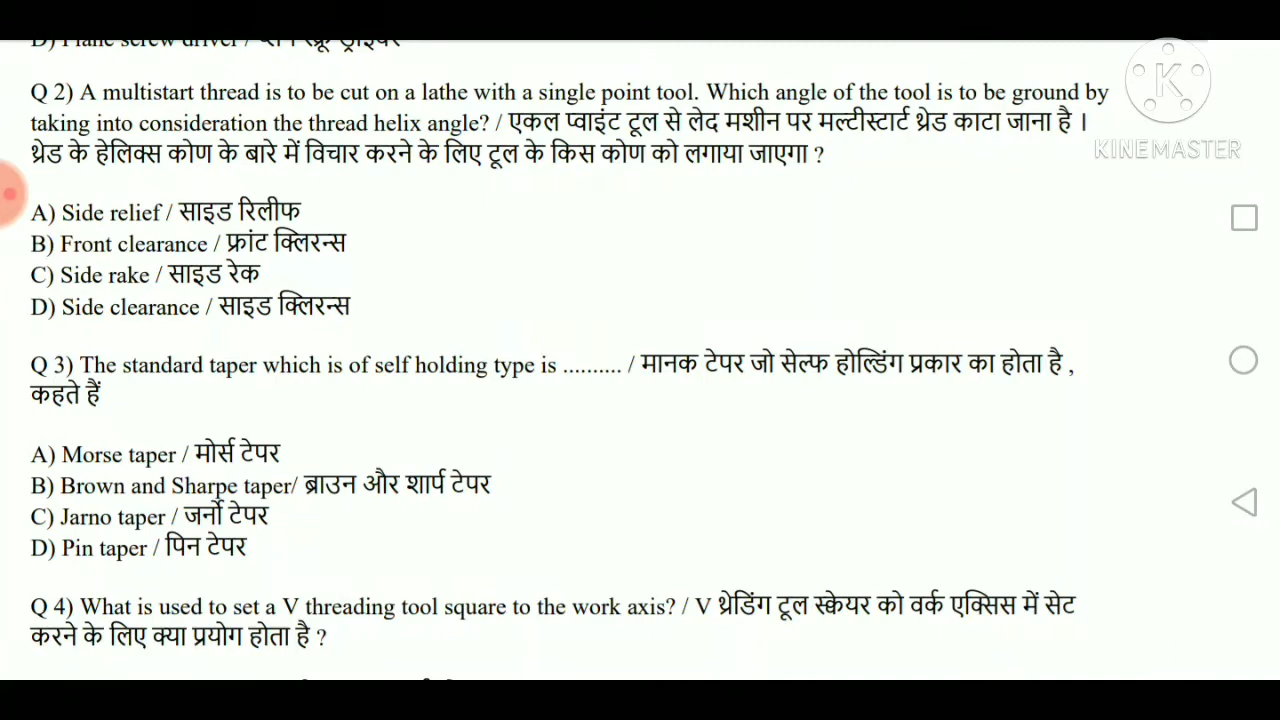 D) Plane screw driver / प्लेन स्क्रू ड्राइवर
Q 2) A multistart thread is to be cut on a lathe with a single point tool. Which angle of the tool is to be ground by
taking into consideration the thread helix angle? / एकल प्वाइंट टूल से लेद मशीन पर मल्टीस्टार्ट थ्रेड काटा जाना है ।
थ्रेड के हेलिक्स कोण के बारे में विचार करने के लिए टूल के किस कोण को लगाया जाएगा ?
KINEMASTER
A) Side relief / साइड रिलीफ
B) Front clearance / फ्रांट क्लिरन्स
C) Side rake / साइड रेक
D) Side clearance / साइड क्लिरन्स
Q 3) The standard taper which is of self holding type is .......... / मानक टेपर जो सेल्फ होल्डिंग प्रकार का होता है ,
कहते हैं
A) Morse taper / मोर्स टेपर
B) Brown and Sharpe taper/ ब्राउन और शार्प टेपर
C) Jarno taper / जर्नो टेपर
D) Pin taper / पिन टेपर
Q 4) What is used to set a V threading tool square to the work axis? / V थ्रेडिंग टूल स्क्वेयर को वर्क एक्सिस में सेट
करने के लिए क्या प्रयोग होता है ?